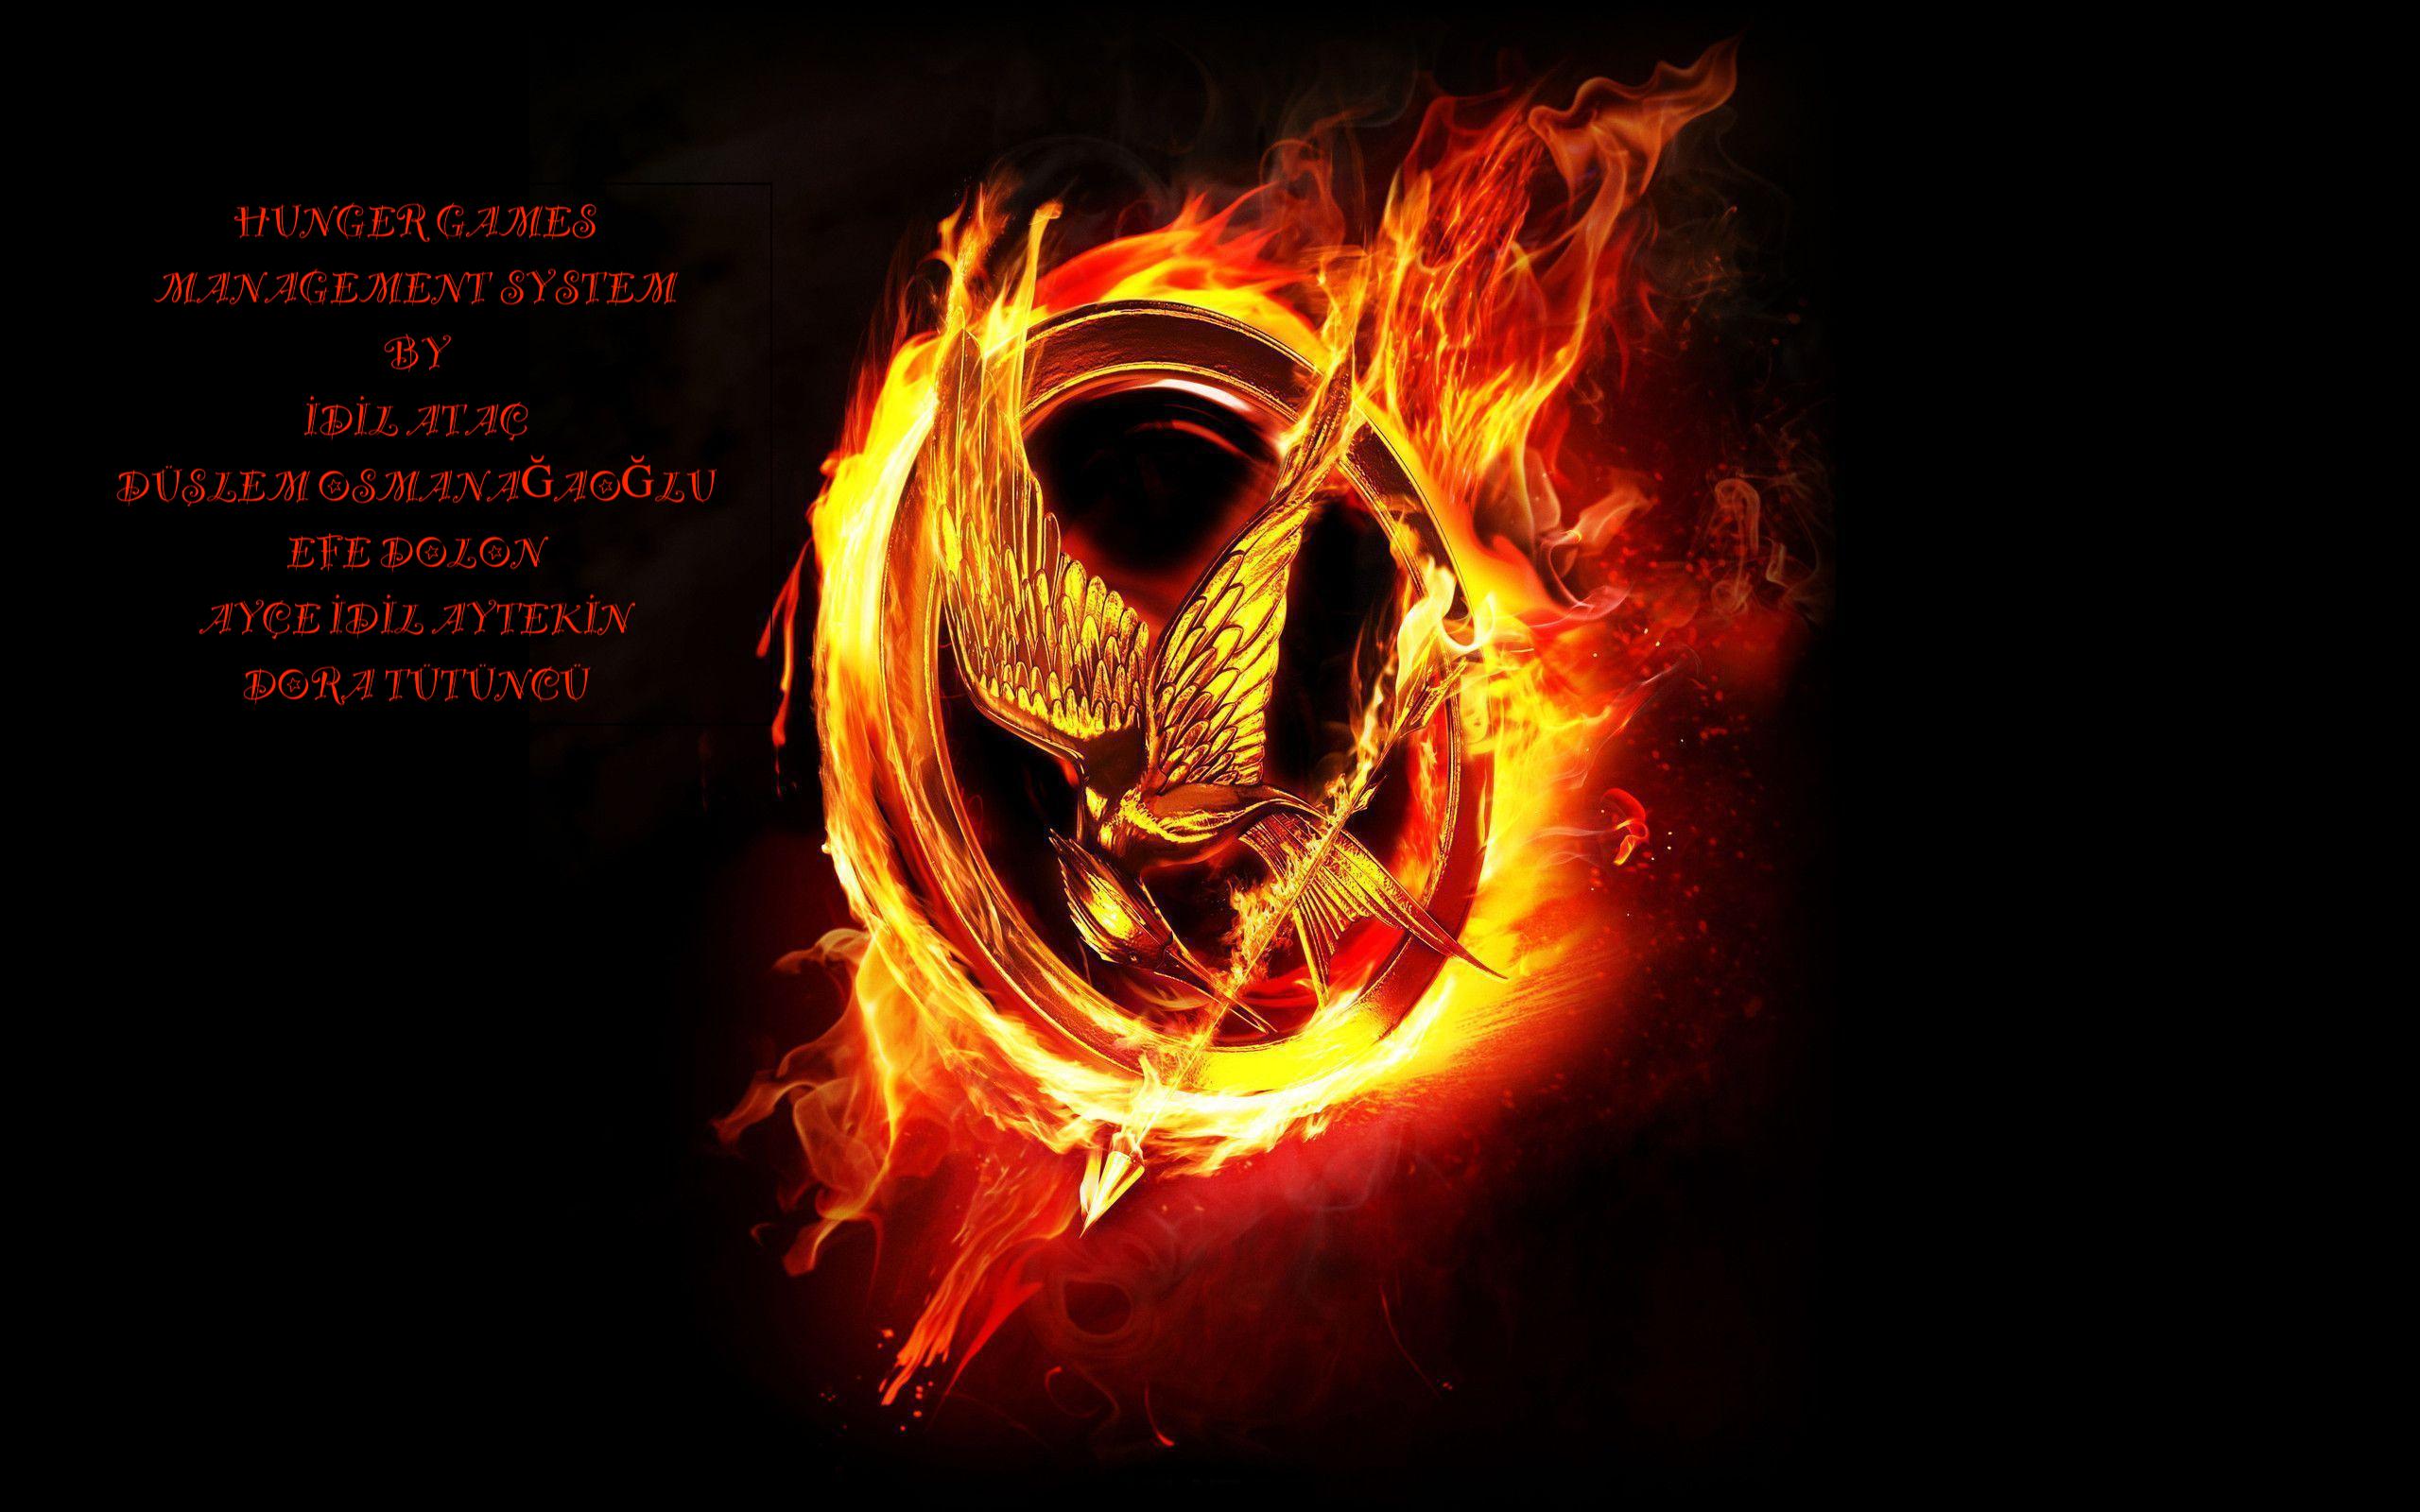 HUNGER GAMES
MANAGEMENT SYSTEM
BY
İDİL ATAÇ
DÜŞLEM OSMANAĞAOĞLU
EFE DOLON
AYÇE İDİL AYTEKİN
DORA TÜTÜNCÜ